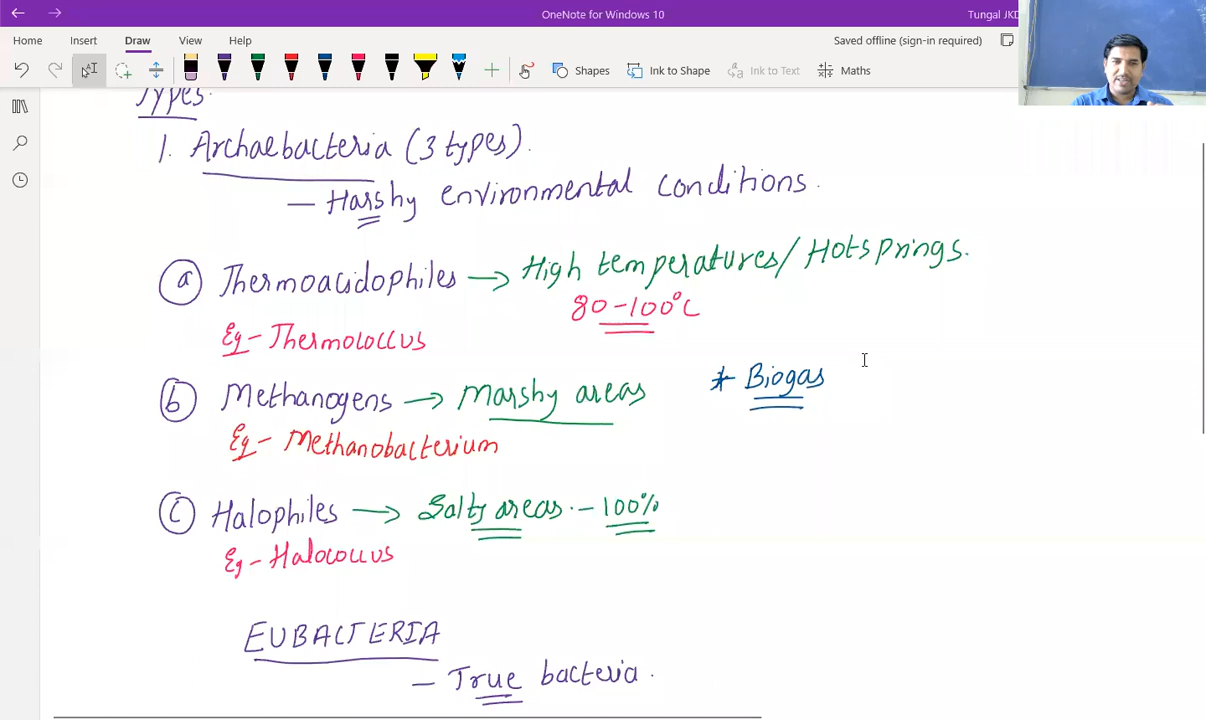 OneNote for Windows 10
Tungal JKD
Home Insert Draw View Help
Saved offline (sign-in required)
Shapes Ink to Shape Ink to Text Maths
Types.
1. Archaebacteria (3 types).
— Harshy environmental conditions.
a Thermoacidophiles → High temperatures/Hotsprings.
80-100°C
Eg- Thermococcus
b Methanogens → Marshy areas * Biogas
Eg- Methanobacterium
c Halophiles → Salty areas. - 100%
Eg- Halococcus
EUBACTERIA
— True bacteria.